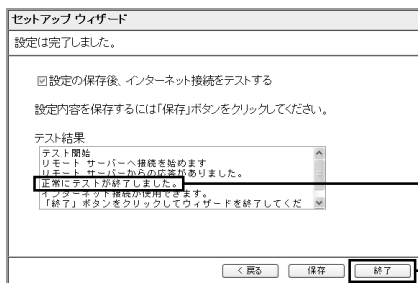 セットアップ ウィザード
設定は完了しました。
設定の保存後、インターネット接続をテストする
設定内容を保存するには「保存」ボタンをクリックしてください。
テスト結果
テスト開始
リモート サーバーへ接続を始めます
リモート サーバーからの応答がありました。
正常にテストが終了しました。
インターネット接続が使用できます。
「終了」ボタンをクリックしてウィザードを終了してくだ
< 戻る 保存 終了